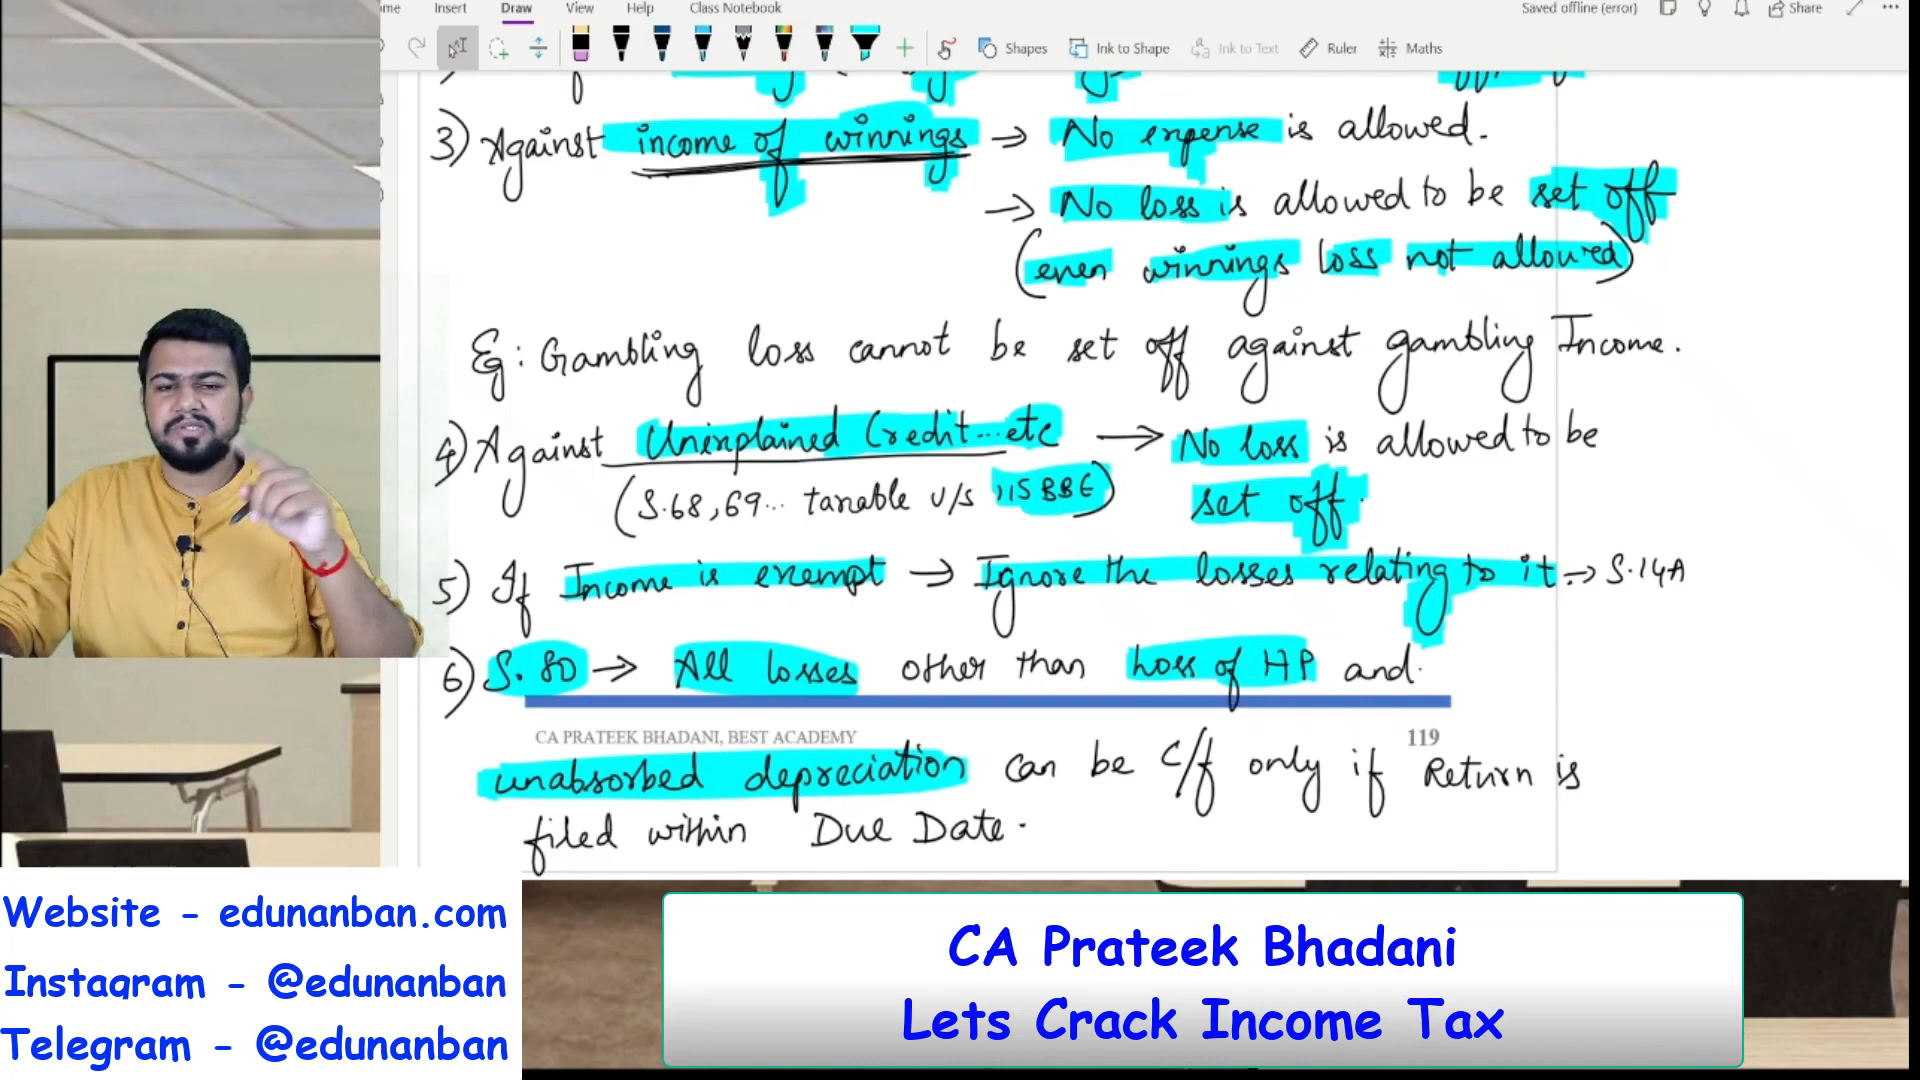 Insert Draw View Help Class Notebook Saved offline (error) Share
Shapes Ink to Shape Ink to Text Ruler Maths
3) Against income of winnings → No expense is allowed.
→ No loss is allowed to be set off
(even winnings loss not allowed)
Eg: Gambling loss cannot be set off against gambling Income.
4) Against Unexplained Credit...etc → No loss is allowed to be
(S.68,69... taxable u/s 115BBE) set off.
5) If Income is exempt → Ignore the losses relating to it. → S.14A
6) S. 80 → All losses other than Loss of HP and
CA PRATEEK BHADANI, BEST ACADEMY 119
unabsorbed depreciation can be c/f only if Return is
filed within Due Date.
Website - edunanban.com
Instagram - @edunanban
Telegram - @edunanban
CA Prateek Bhadani
Lets Crack Income Tax